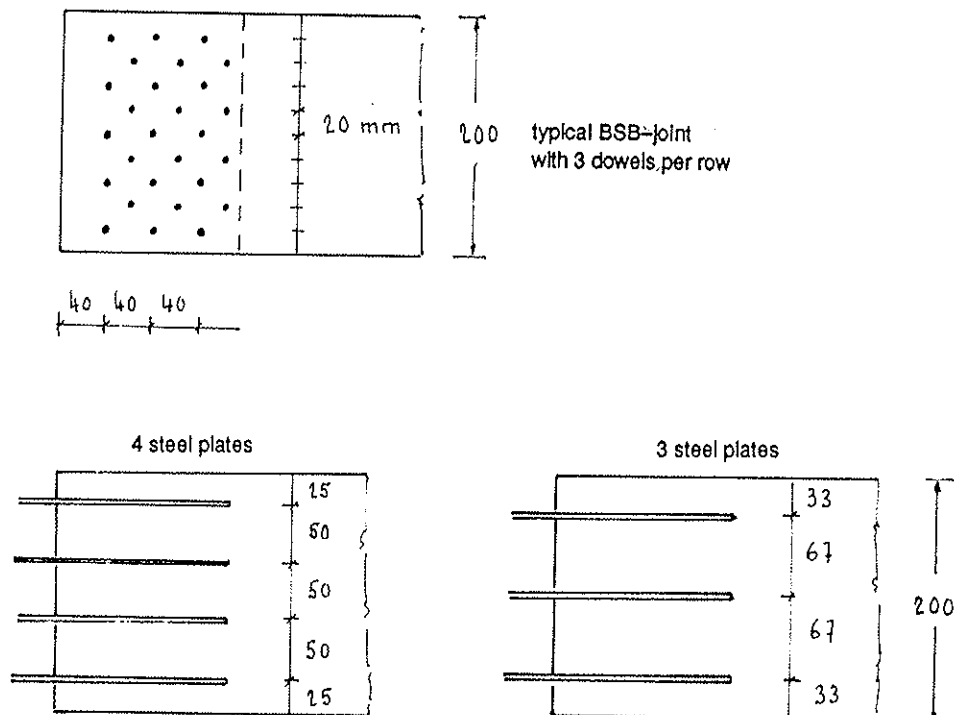 20 mm
200
typical BSB-joint
with 3 dowels per row
40 40 40
4 steel plates
25
50
50
50
25
3 steel plates
33
67
67
33
200